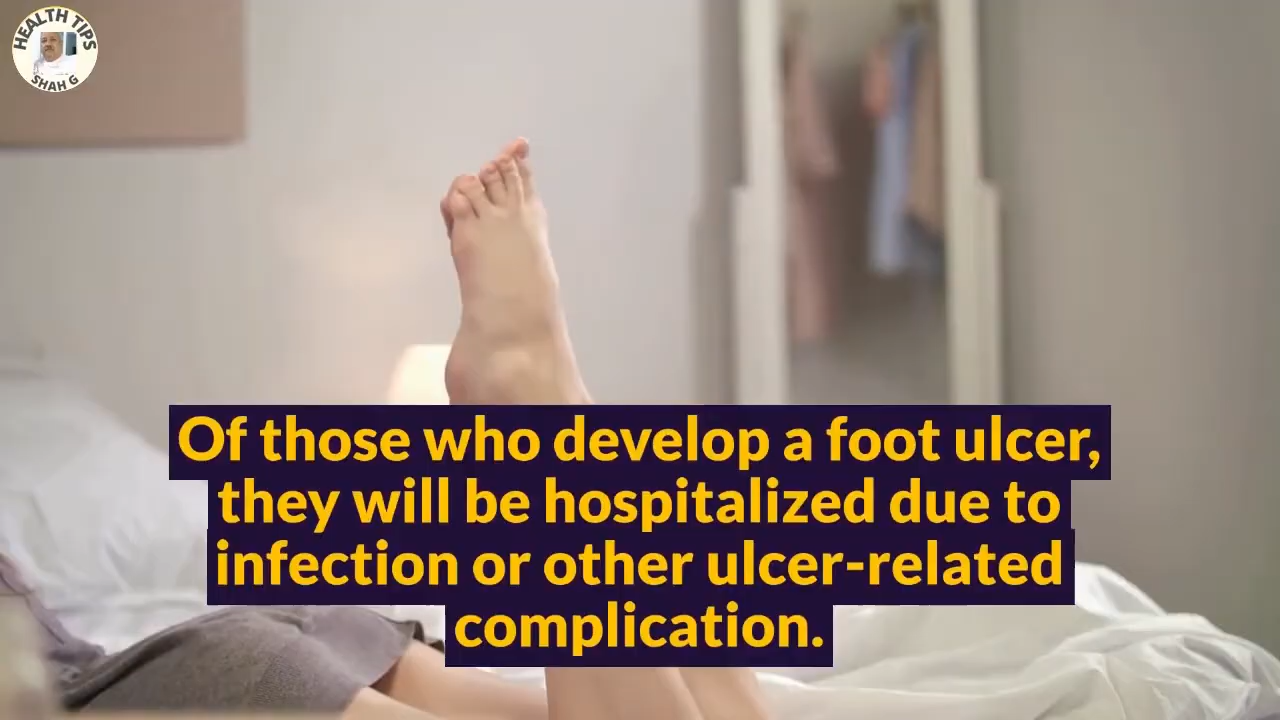 HEALTH TIPS
SHAH G
Of those who develop a foot ulcer,
they will be hospitalized due to
infection or other ulcer-related
complication.